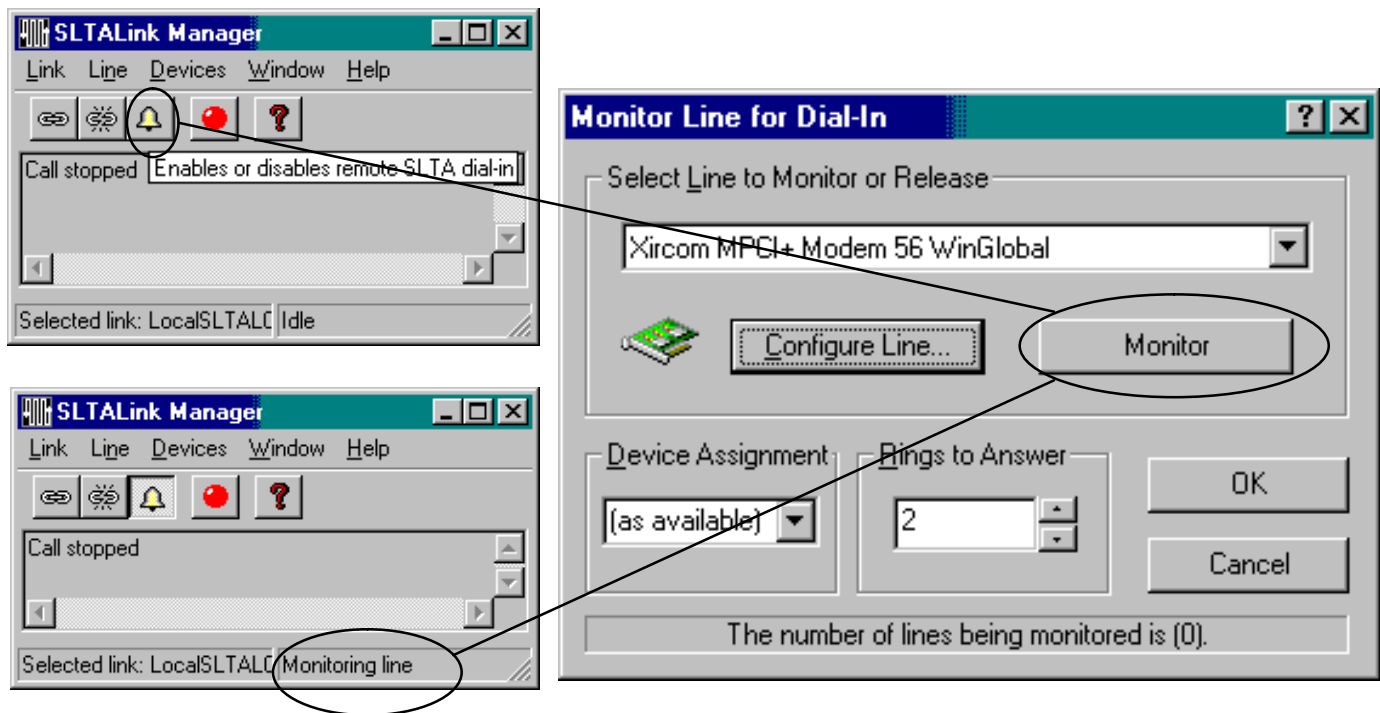 SLTALink Manager
Link Line Devices Window Help
Call stopped Enables or disables remote SLTA dial-in
Selected link: LocalSLTALC Idle
SLTALink Manager
Link Line Devices Window Help
Call stopped
Selected link: LocalSLTALC Monitoring line
Monitor Line for Dial-In
Select Line to Monitor or Release
Xircom MPCI+ Modem 56 WinGlobal
Configure Line... Monitor
Device Assignment Rings to Answer
(as available) 2
OK
Cancel
The number of lines being monitored is (0).